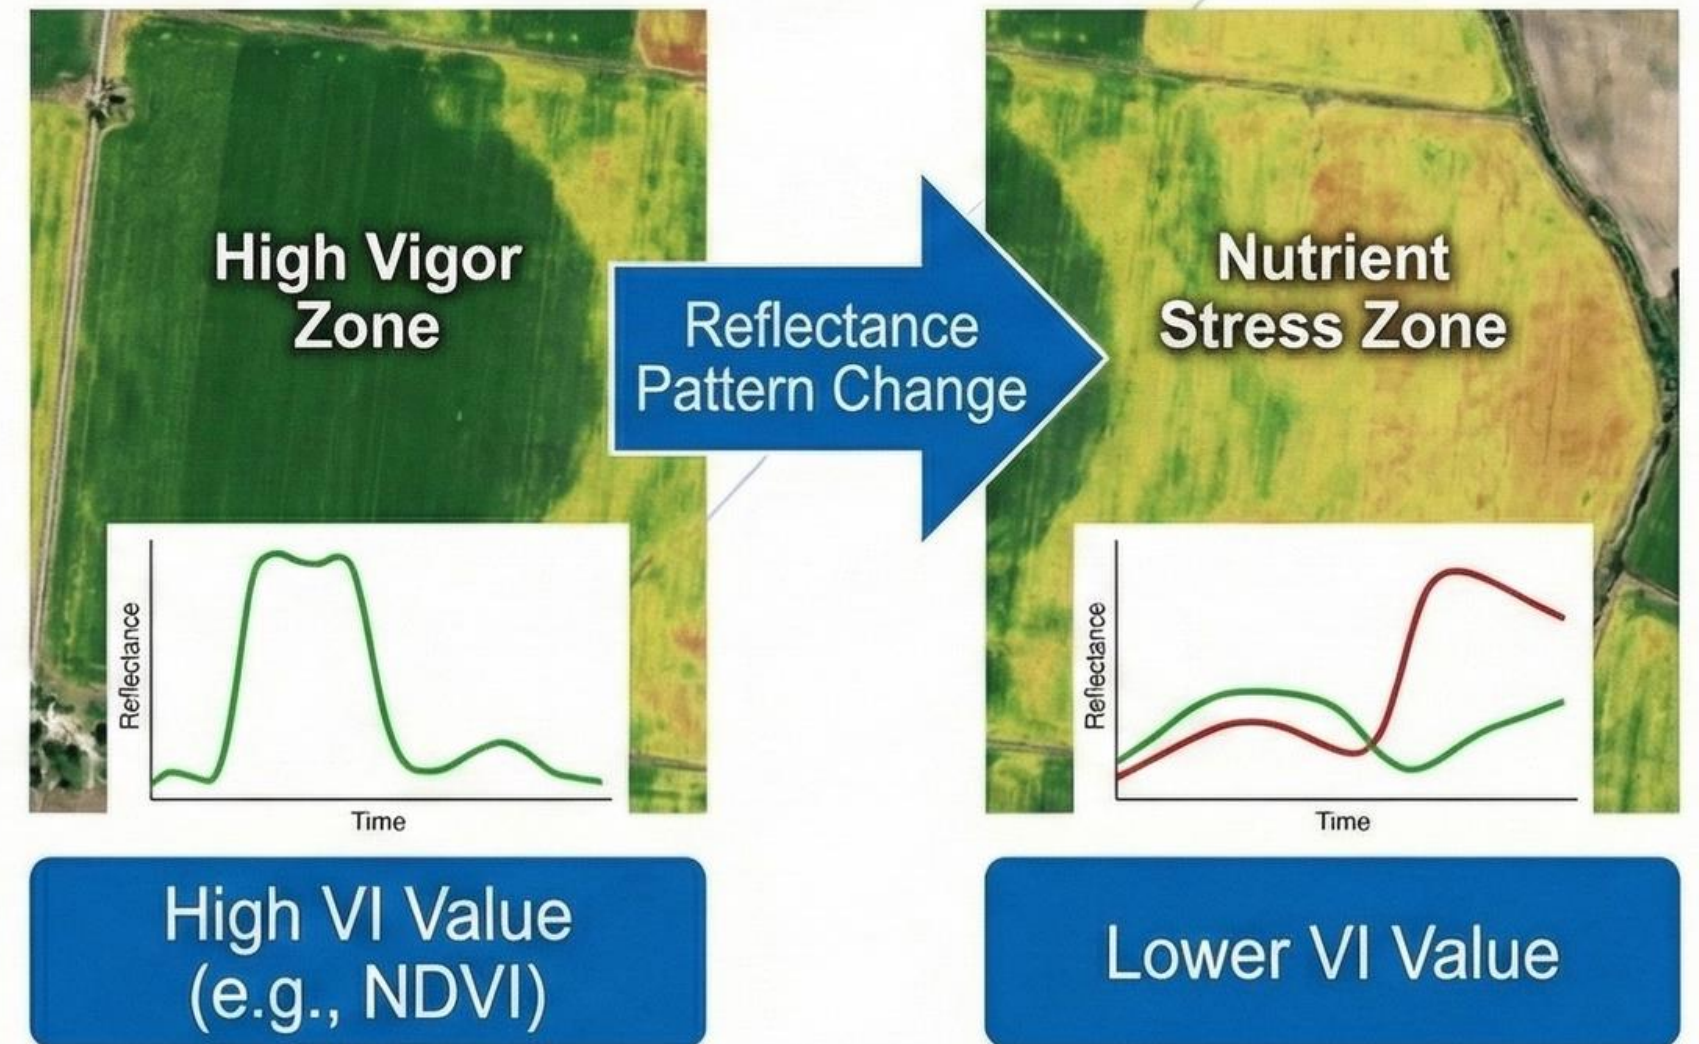 High Vigor
Zone
Reflectance
Pattern Change
Nutrient
Stress Zone
Reflectance
Time
Reflectance
Time
High VI Value
(e.g., NDVI)
Lower VI Value